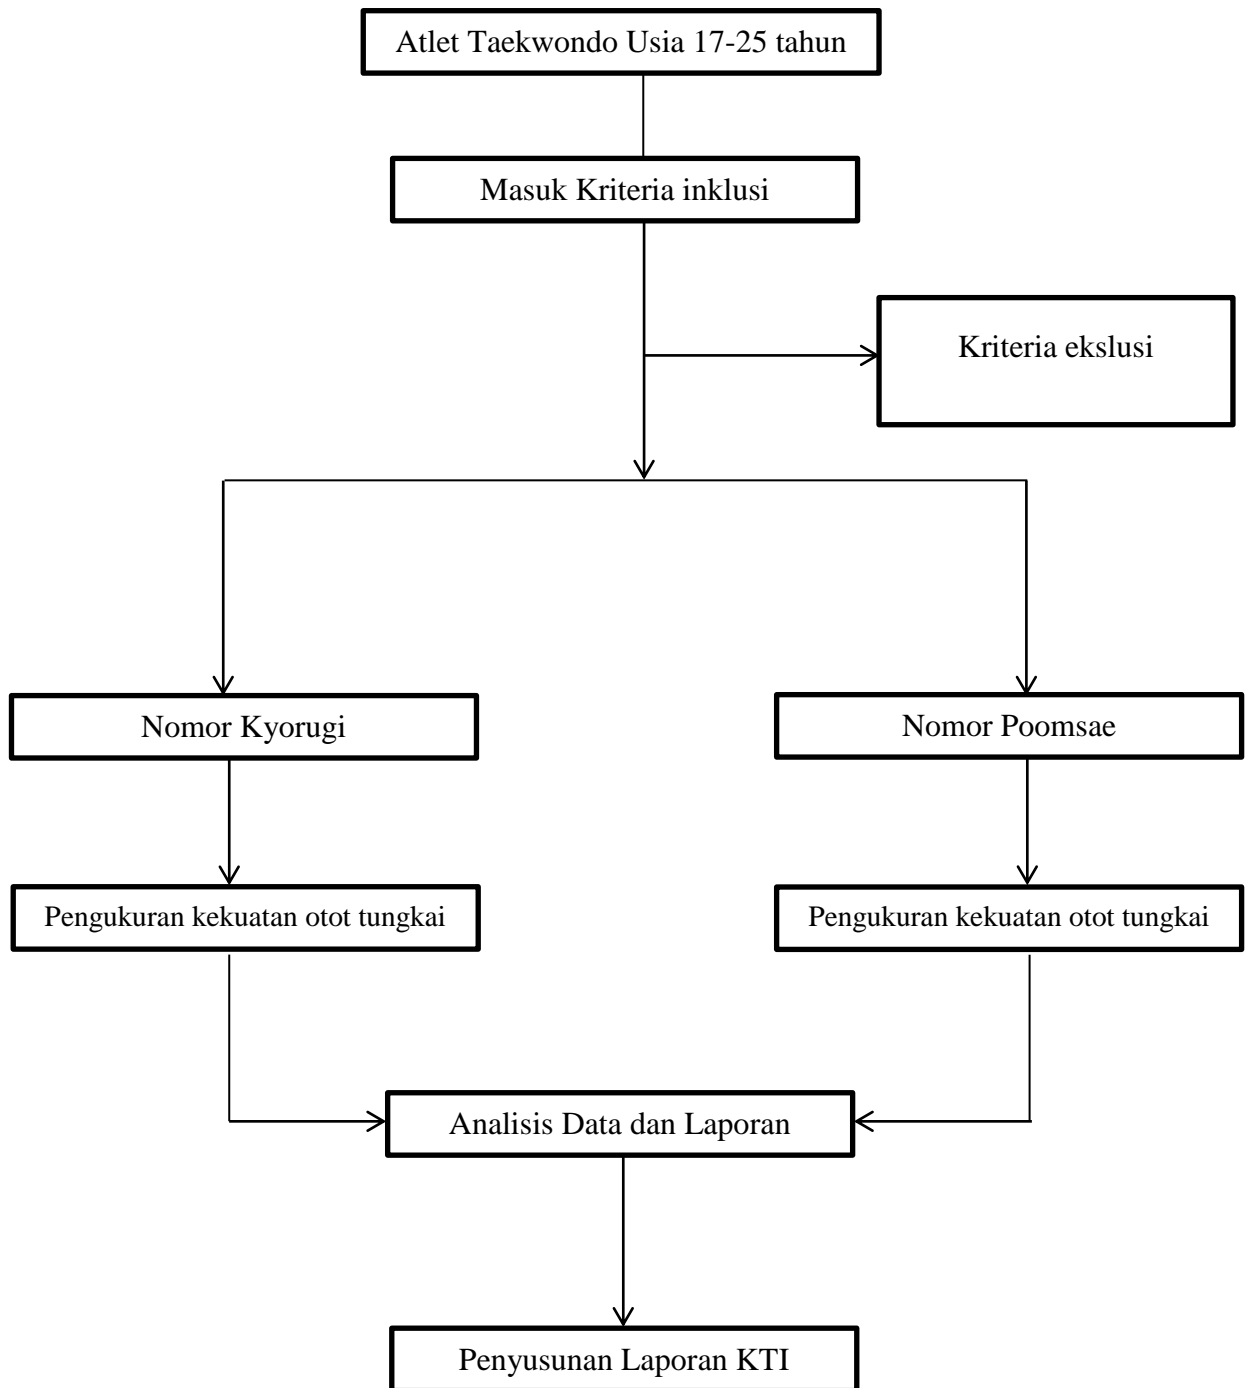 Atlet Taekwondo Usia 17-25 tahun
Masuk Kriteria inklusi
Kriteria ekslusi
Nomor Kyorugi
Nomor Poomsae
Pengukuran kekuatan otot tungkai
Pengukuran kekuatan otot tungkai
Analisis Data dan Laporan
Penyusunan Laporan KTI